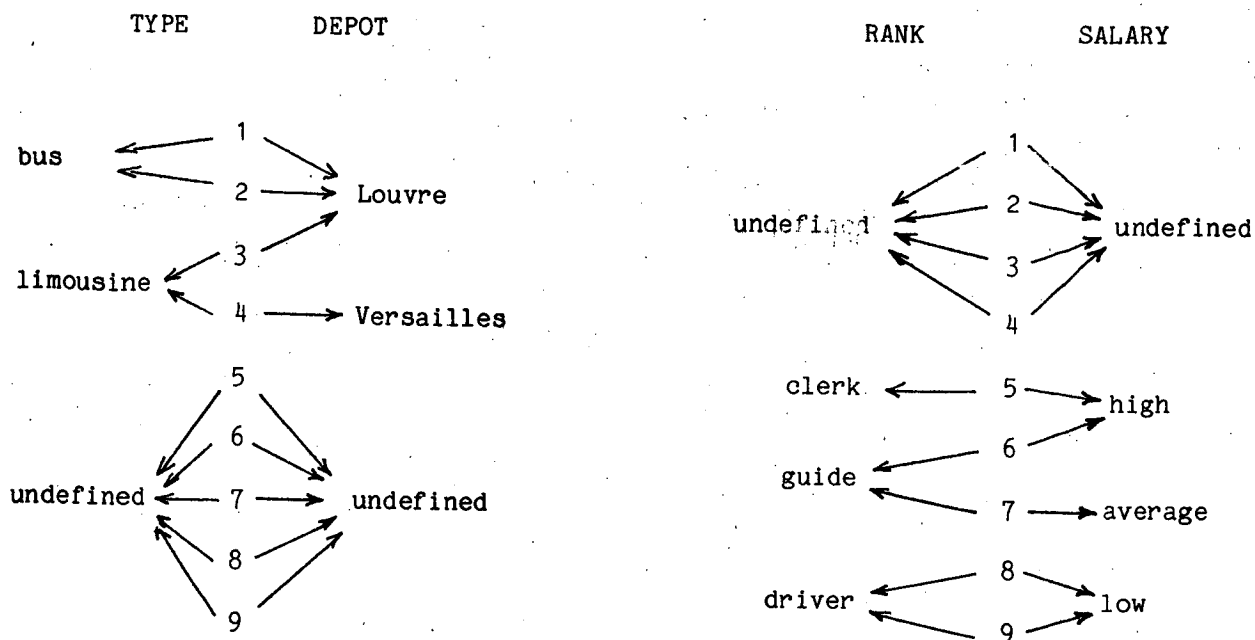 TYPE DEPOT
bus 1
2 Louvre
3
limousine
4 Versailles
5
6
undefined 7 undefined
8
9
RANK SALARY
1
undefined 2 undefined
3
4
clerk 5 high
6
guide
7 average
8
driver low
9